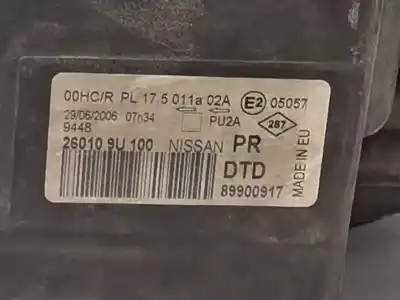 00HC/R PL 17.5 011a 02A E2 05057
29/06/2006 07h34 PU2A 287
9448
26010 9U 100 NISSAN PR
DTD
89900917
MADE IN EU